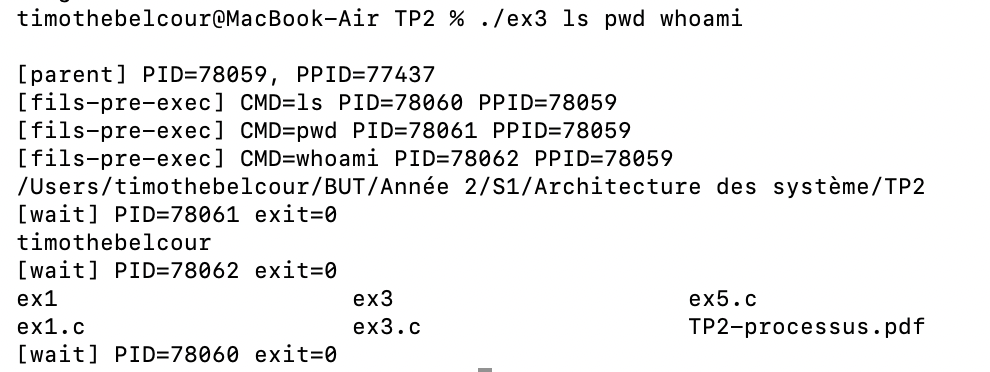 timothebelcour@MacBook-Air TP2 % ./ex3 ls pwd whoami
[parent] PID=78059, PPID=77437
[fils-pre-exec] CMD=ls PID=78060 PPID=78059
[fils-pre-exec] CMD=pwd PID=78061 PPID=78059
[fils-pre-exec] CMD=whoami PID=78062 PPID=78059
/Users/timothebelcour/BUT/Année 2/S1/Architecture des système/TP2
[wait] PID=78061 exit=0
timothebelcour
[wait] PID=78062 exit=0
ex1 ex3 ex5.c
ex1.c ex3.c TP2-processus.pdf
[wait] PID=78060 exit=0